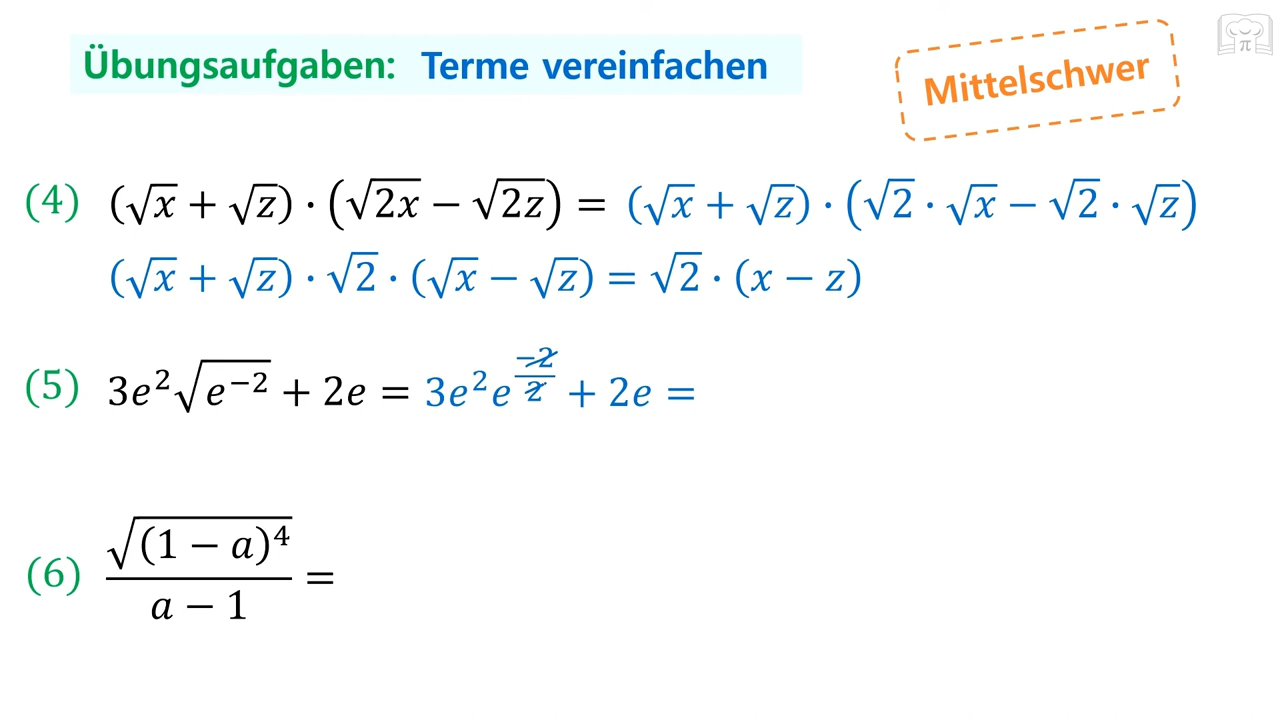 Übungsaufgaben: Terme vereinfachen
Mittelschwer
π
(4) (√x + √z) · (√2x − √2z) = (√x + √z) · (√2 · √x − √2 · √z)
(√x + √z) · √2 · (√x − √z) = √2 · (x − z)
(5) 3e²√e⁻² + 2e = 3e²e^(−2/2) + 2e =
(6) √(1 − a)⁴ / a − 1 =